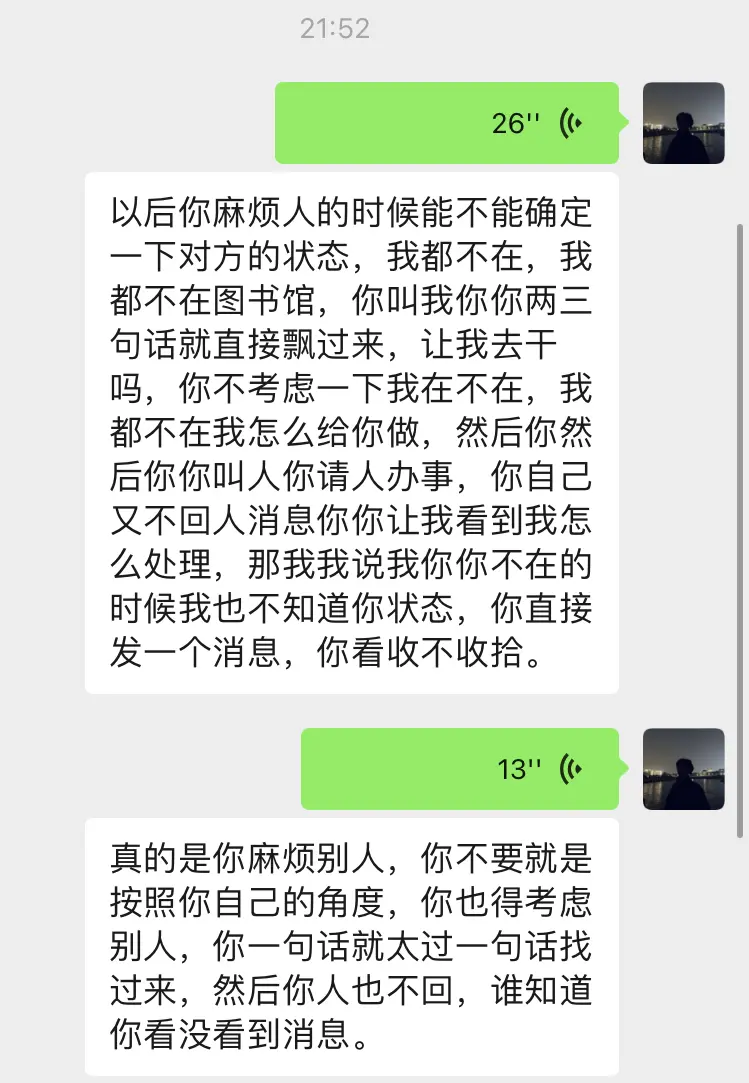 21:52
26''
以后你麻烦人的时候能不能确定
一下对方的状态，我都不在，我
都不在图书馆，你叫我你你两三
句话就直接飘过来，让我去干
吗，你不考虑一下我在不在，我
都不在我怎么给你做，然后你然
后你你叫人你请人办事，你自己
又不回人消息你你让我看到我怎
么处理，那我我说我你你不在的
时候我也不知道你状态，你直接
发一个消息，你看收不收拾。
13''
真的是你麻烦别人，你不要就是
按照你自己的角度，你也得考虑
别人，你一句话就太过一句话找
过来，然后你人也不回，谁知道
你看没看到消息。